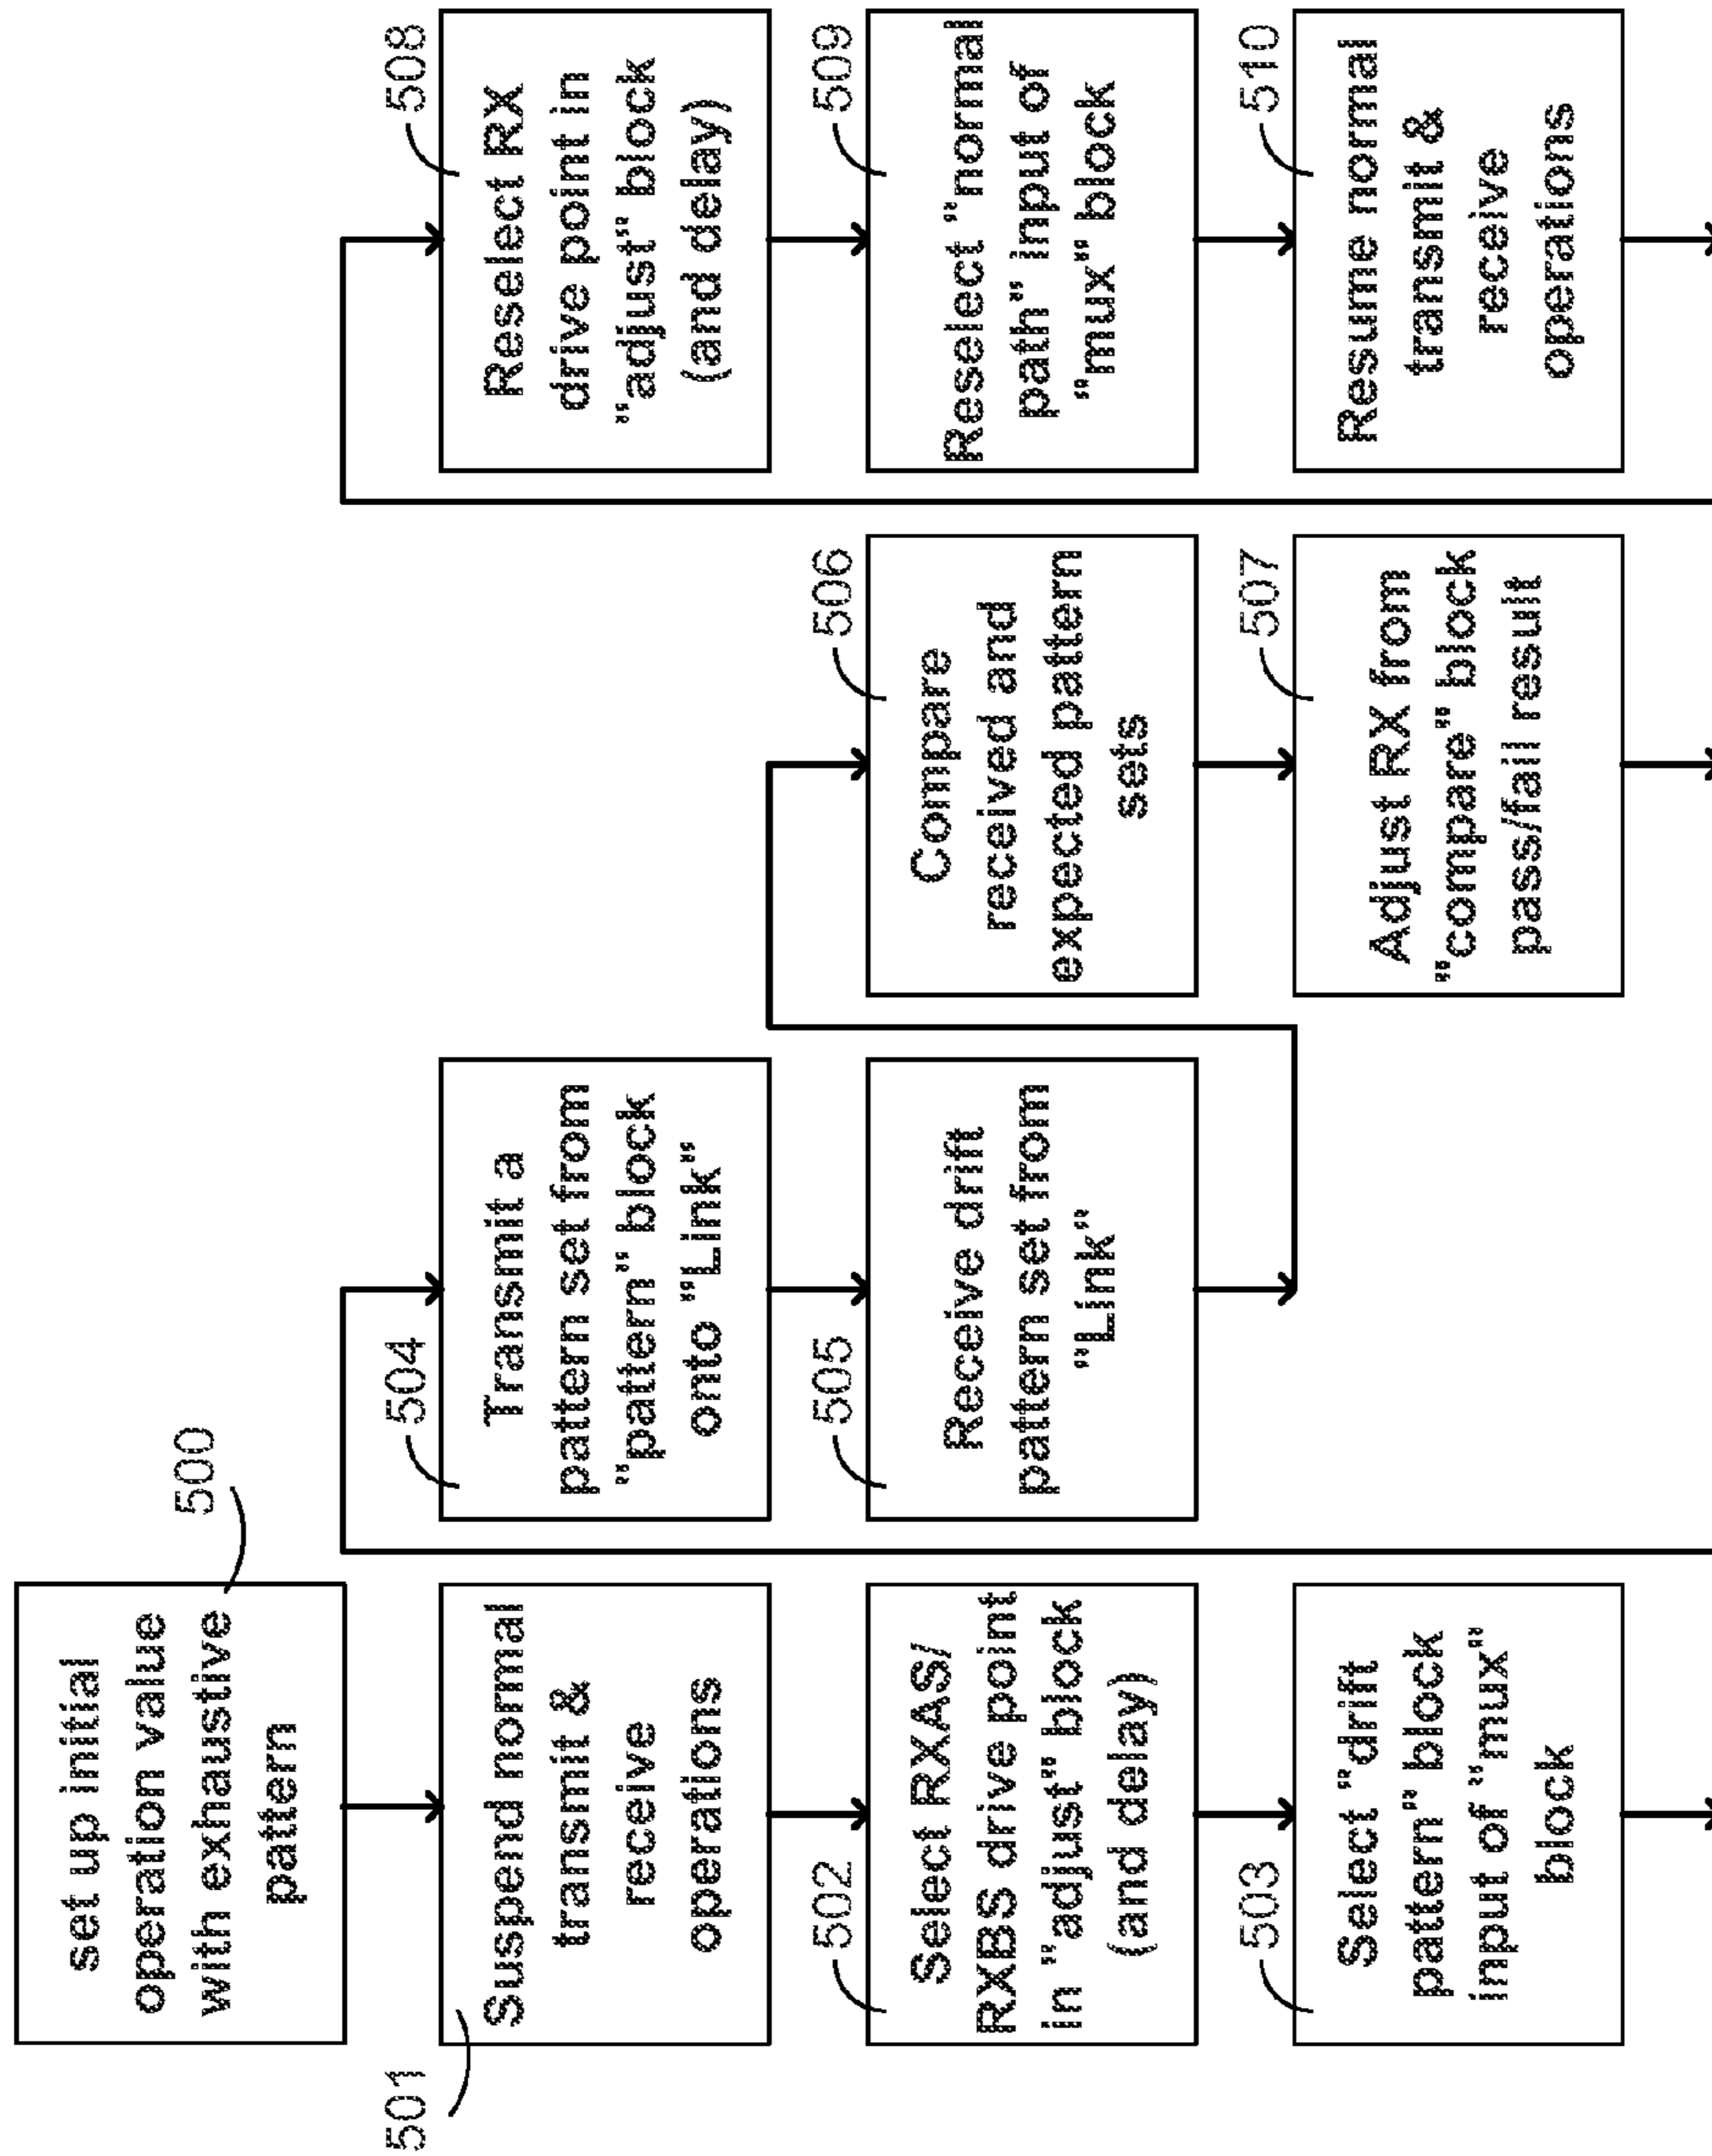 500
set up initial
operation value
with exhaustive
pattern
501
Suspend normal
transmit &
receive
operations
502
Select RXAS/
RXBS drive point
in "adjust" block
(and delay)
503
Select "drift
pattern" block
input of "mux"
block
504
Transmit a
pattern set from
"pattern" block
onto "Link"
505
Receive drift
pattern set from
"Link"
506
Compare
received and
expected pattern
sets
507
Adjust RX from
"compare" block
pass/fail result
508
Reselect RX
drive point in
"adjust" block
(and delay)
509
Reselect "normal
path" input of
"mux" block
510
Resume normal
transmit &
receive
operations